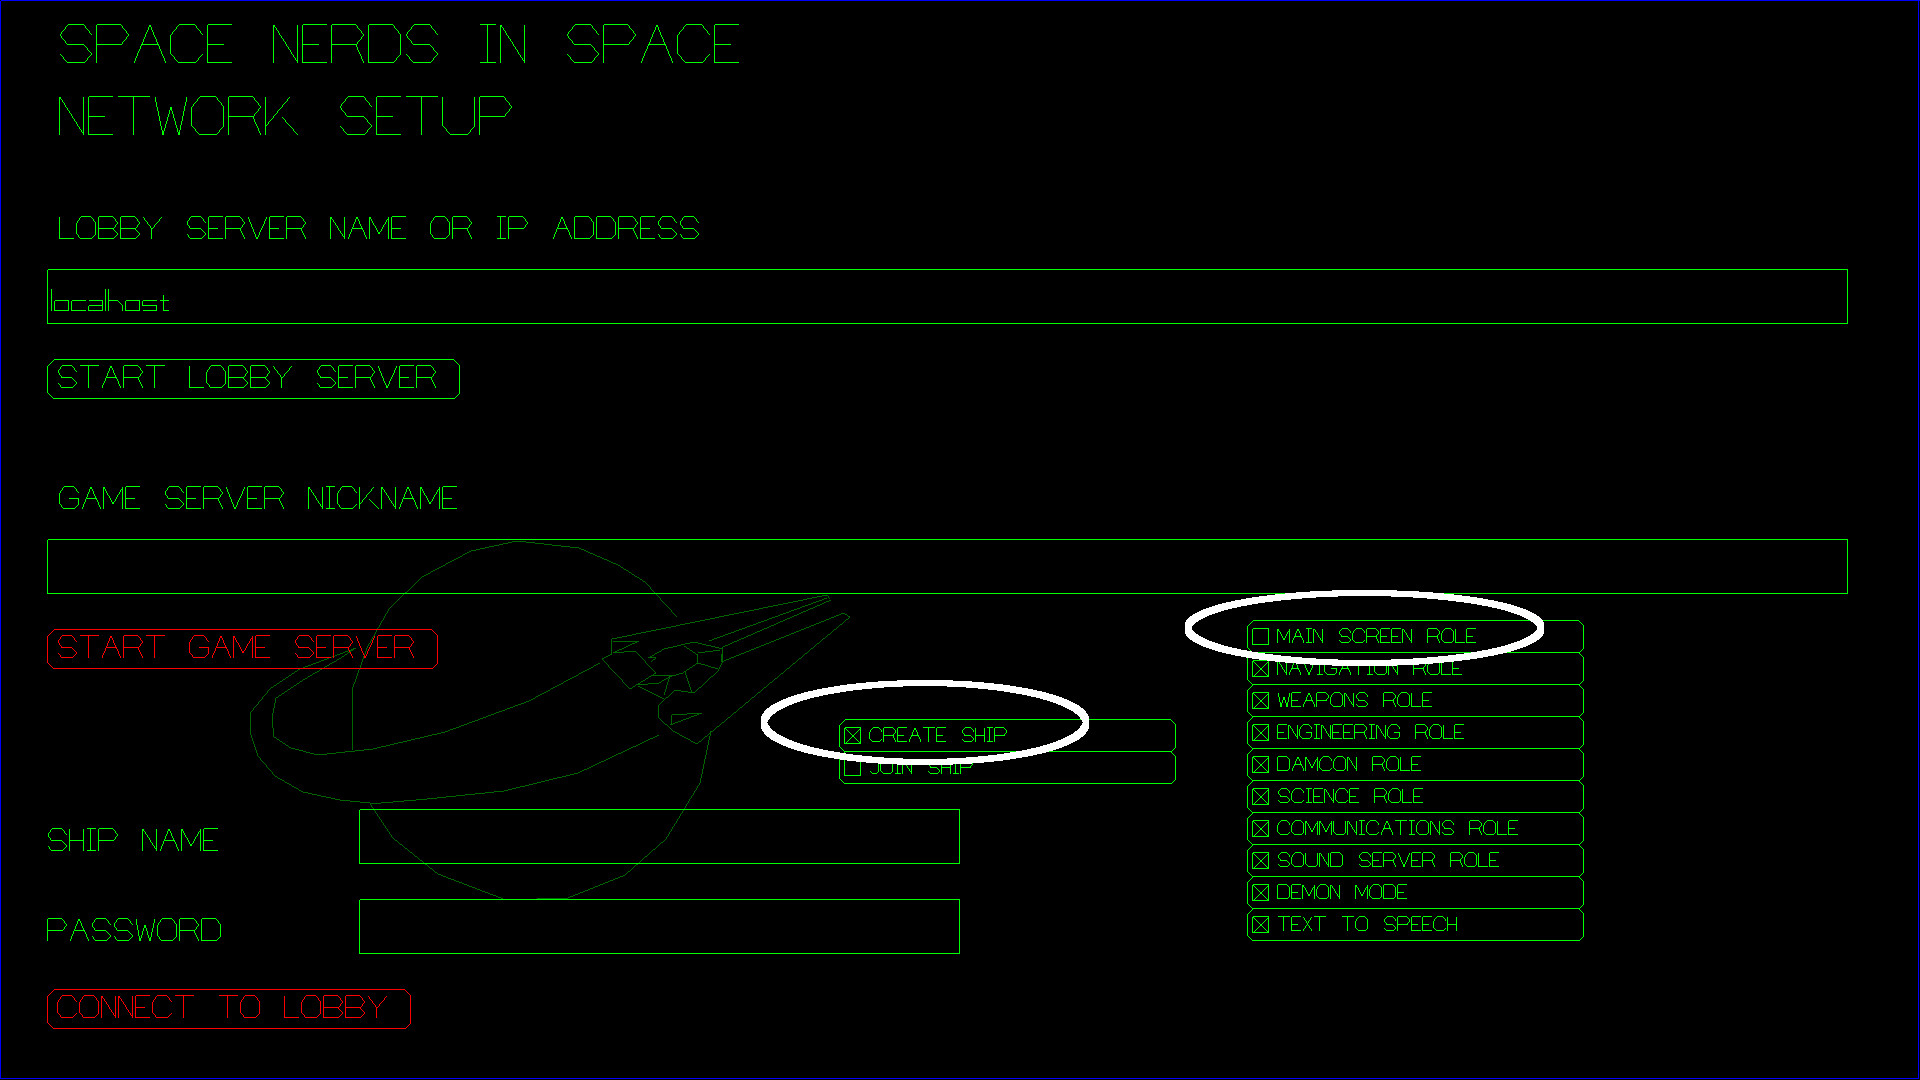 SPACE NERDS IN SPACE
NETWORK SETUP
LOBBY SERVER NAME OR IP ADDRESS
localhost
START LOBBY SERVER
GAME SERVER NICKNAME
START GAME SERVER
MAIN SCREEN ROLE
NAVIGATION ROLE
WEAPONS ROLE
ENGINEERING ROLE
DAMCON ROLE
SCIENCE ROLE
COMMUNICATIONS ROLE
SOUND SERVER ROLE
DEMON MODE
TEXT TO SPEECH
CREATE SHIP
JOIN SHIP
SHIP NAME
PASSWORD
CONNECT TO LOBBY